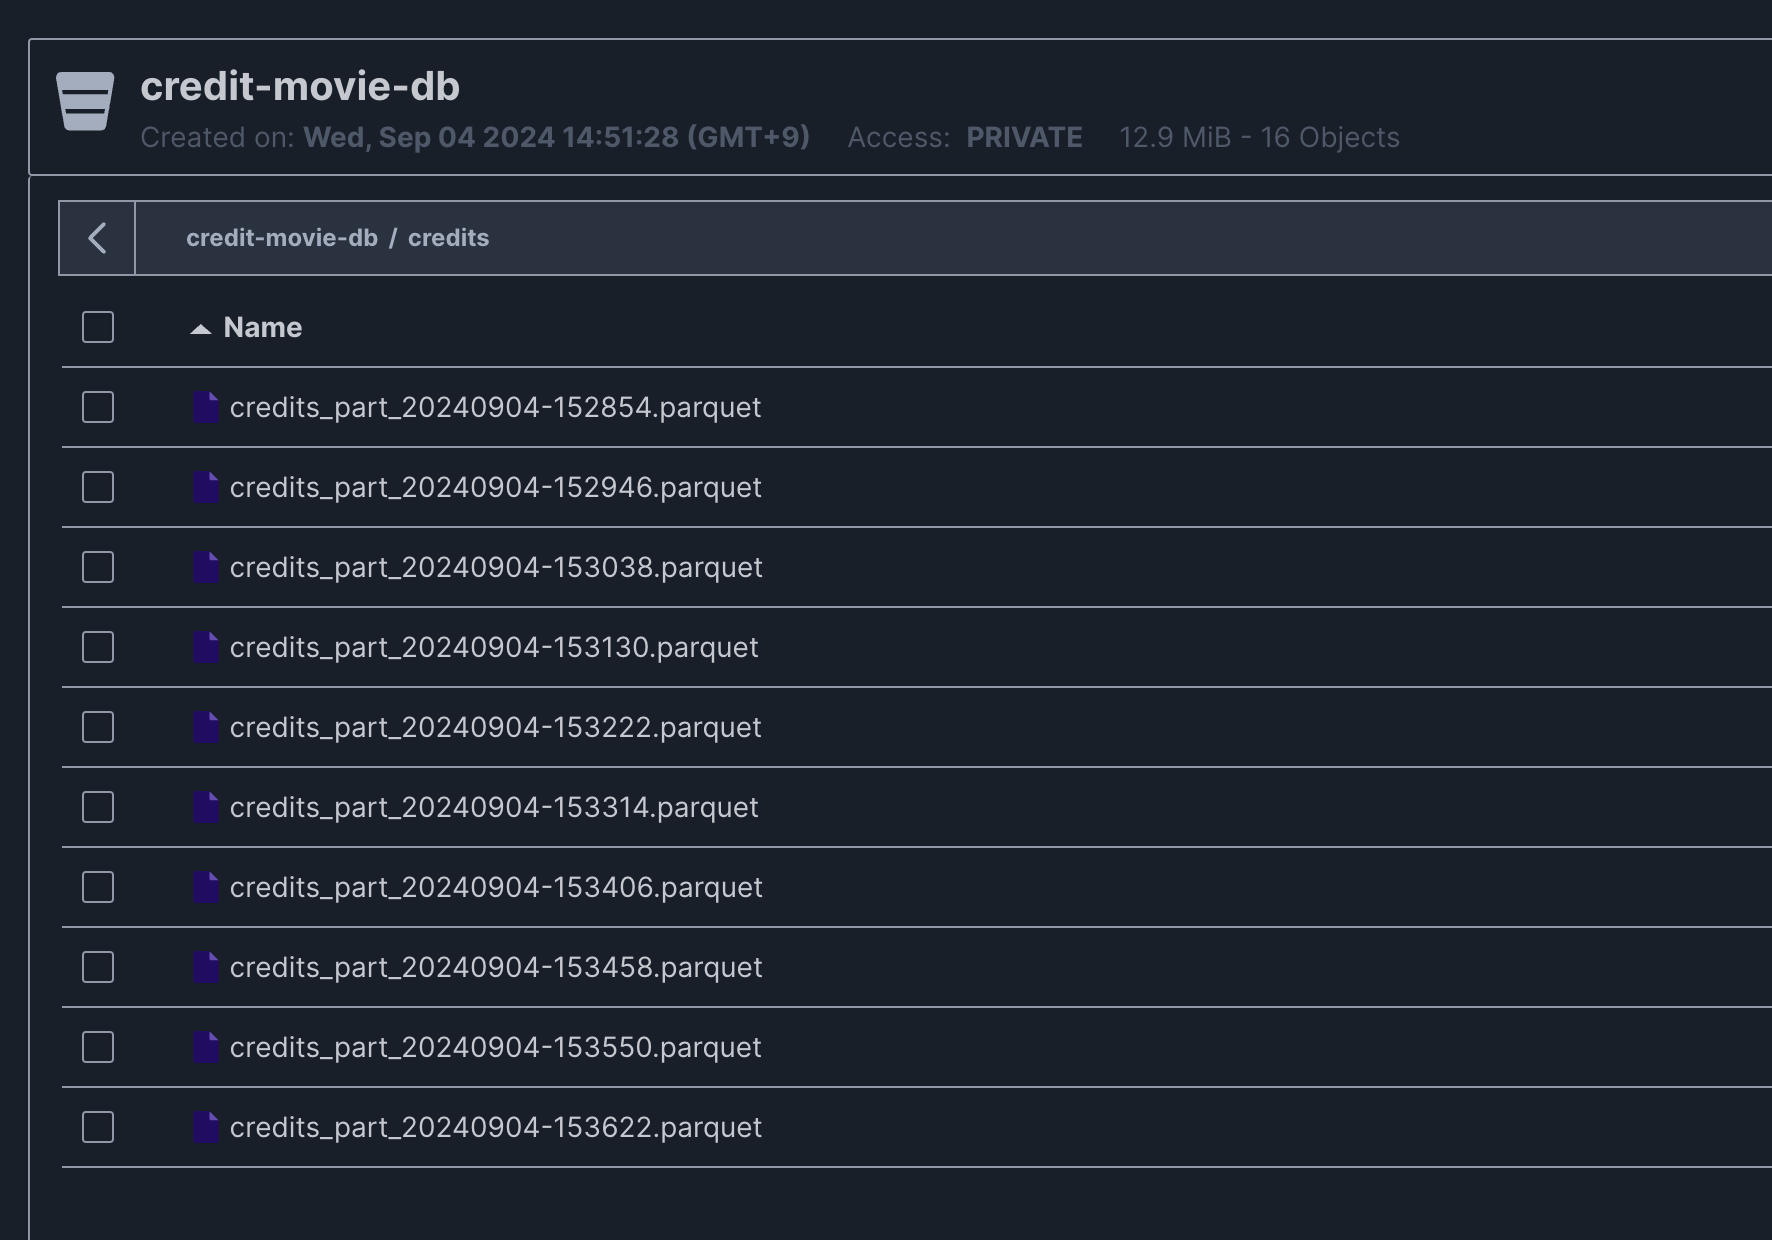 credit-movie-db
Created on: Wed, Sep 04 2024 14:51:28 (GMT+9) Access: PRIVATE 12.9 MiB - 16 Objects
credit-movie-db / credits
Name
credits_part_20240904-152854.parquet
credits_part_20240904-152946.parquet
credits_part_20240904-153038.parquet
credits_part_20240904-153130.parquet
credits_part_20240904-153222.parquet
credits_part_20240904-153314.parquet
credits_part_20240904-153406.parquet
credits_part_20240904-153458.parquet
credits_part_20240904-153550.parquet
credits_part_20240904-153622.parquet